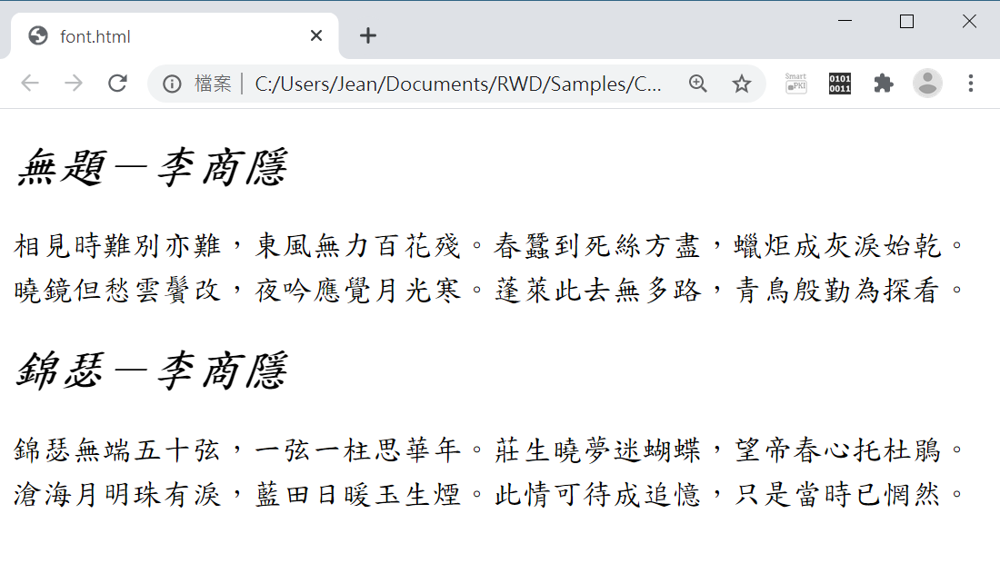 font.html
檔案 | C:/Users/Jean/Documents/RWD/Samples/C...
Smart
PKI
0101
0011
無題－李商隱
相見時難別亦難，東風無力百花殘。春蠶到死絲方盡，蠟炬成灰淚始乾。
曉鏡但愁雲鬢改，夜吟應覺月光寒。蓬萊此去無多路，青鳥殷勤為探看。
錦瑟－李商隱
錦瑟無端五十弦，一弦一柱思華年。莊生曉夢迷蝴蝶，望帝春心托杜鵑。
滄海月明珠有淚，藍田日暖玉生煙。此情可待成追憶，只是當時已惘然。